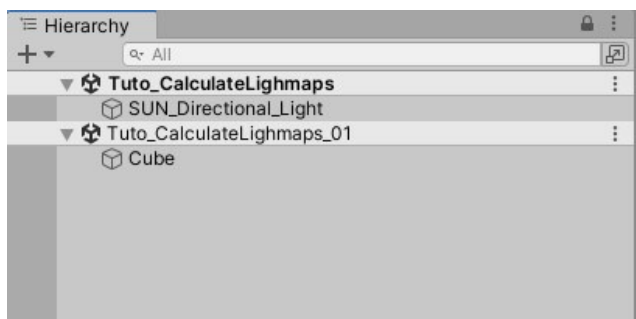 Hierarchy
All
Tuto_CalculateLighmaps
SUN_Directional_Light
Tuto_CalculateLighmaps_01
Cube